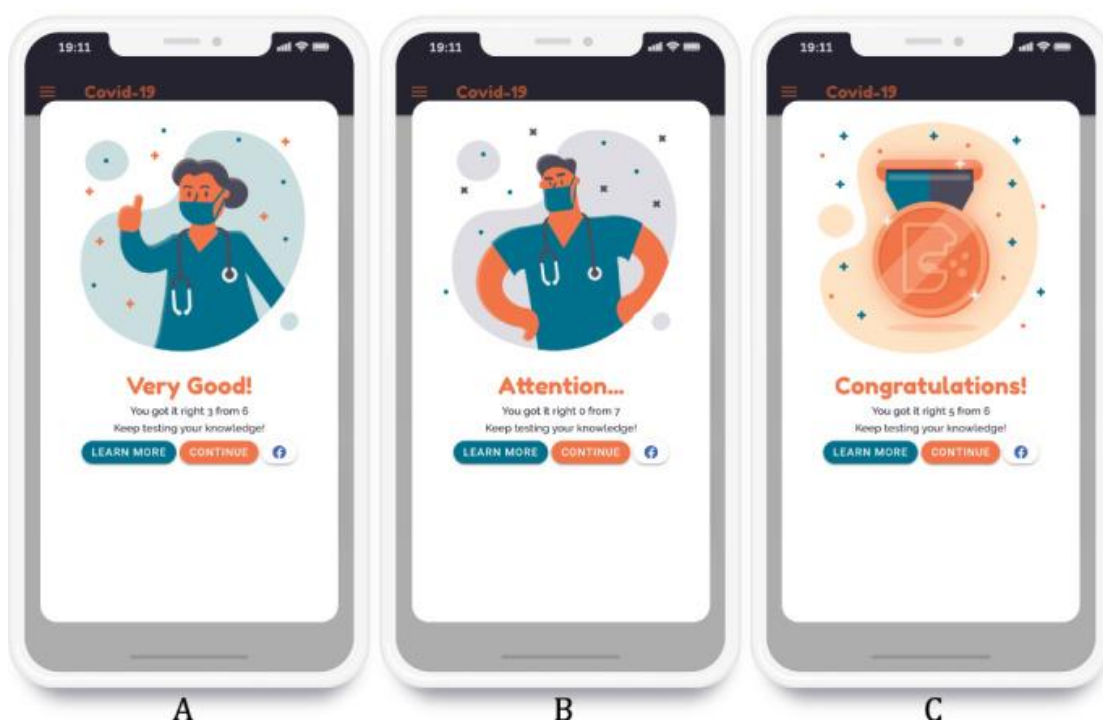 19:11
Covid-19
Very Good!
You got it right 3 from 6
Keep testing your knowledge!
LEARN MORE CONTINUE
A
19:11
Covid-19
Attention...
You got it right 0 from 7
Keep testing your knowledge!
LEARN MORE CONTINUE
B
19:11
Covid-19
Congratulations!
You got it right 5 from 6
Keep testing your knowledge!
LEARN MORE CONTINUE
C